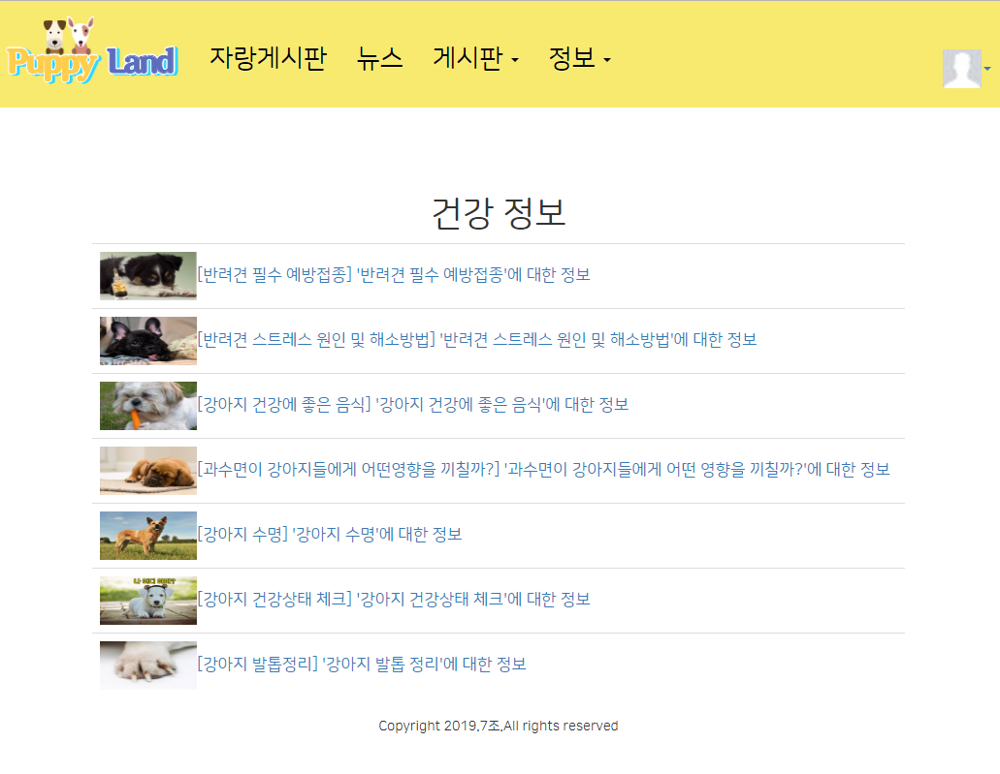 Puppy Land
자랑게시판 뉴스 게시판 정보
건강 정보
[반려견 필수 예방접종] '반려견 필수 예방접종'에 대한 정보
[반려견 스트레스 원인 및 해소방법] '반려견 스트레스 원인 및 해소방법'에 대한 정보
[강아지 건강에 좋은 음식] '강아지 건강에 좋은 음식'에 대한 정보
[과수면이 강아지들에게 어떤영향을 끼칠까?] '과수면이 강아지들에게 어떤 영향을 끼칠까?'에 대한 정보
[강아지 수명] '강아지 수명'에 대한 정보
[강아지 건강상태 체크] '강아지 건강상태 체크'에 대한 정보
[강아지 발톱정리] '강아지 발톱 정리'에 대한 정보
Copyright 2019.7조.All rights reserved